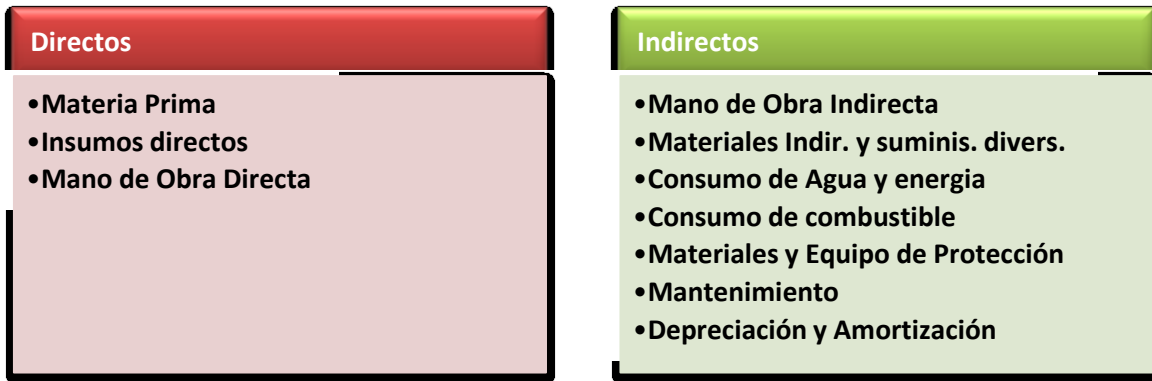 Directos
•Materia Prima
•Insumos directos
•Mano de Obra Directa
Indirectos
•Mano de Obra Indirecta
•Materiales Indir. y suminis. divers.
•Consumo de Agua y energia
•Consumo de combustible
•Materiales y Equipo de Protección
•Mantenimiento
•Depreciación y Amortización